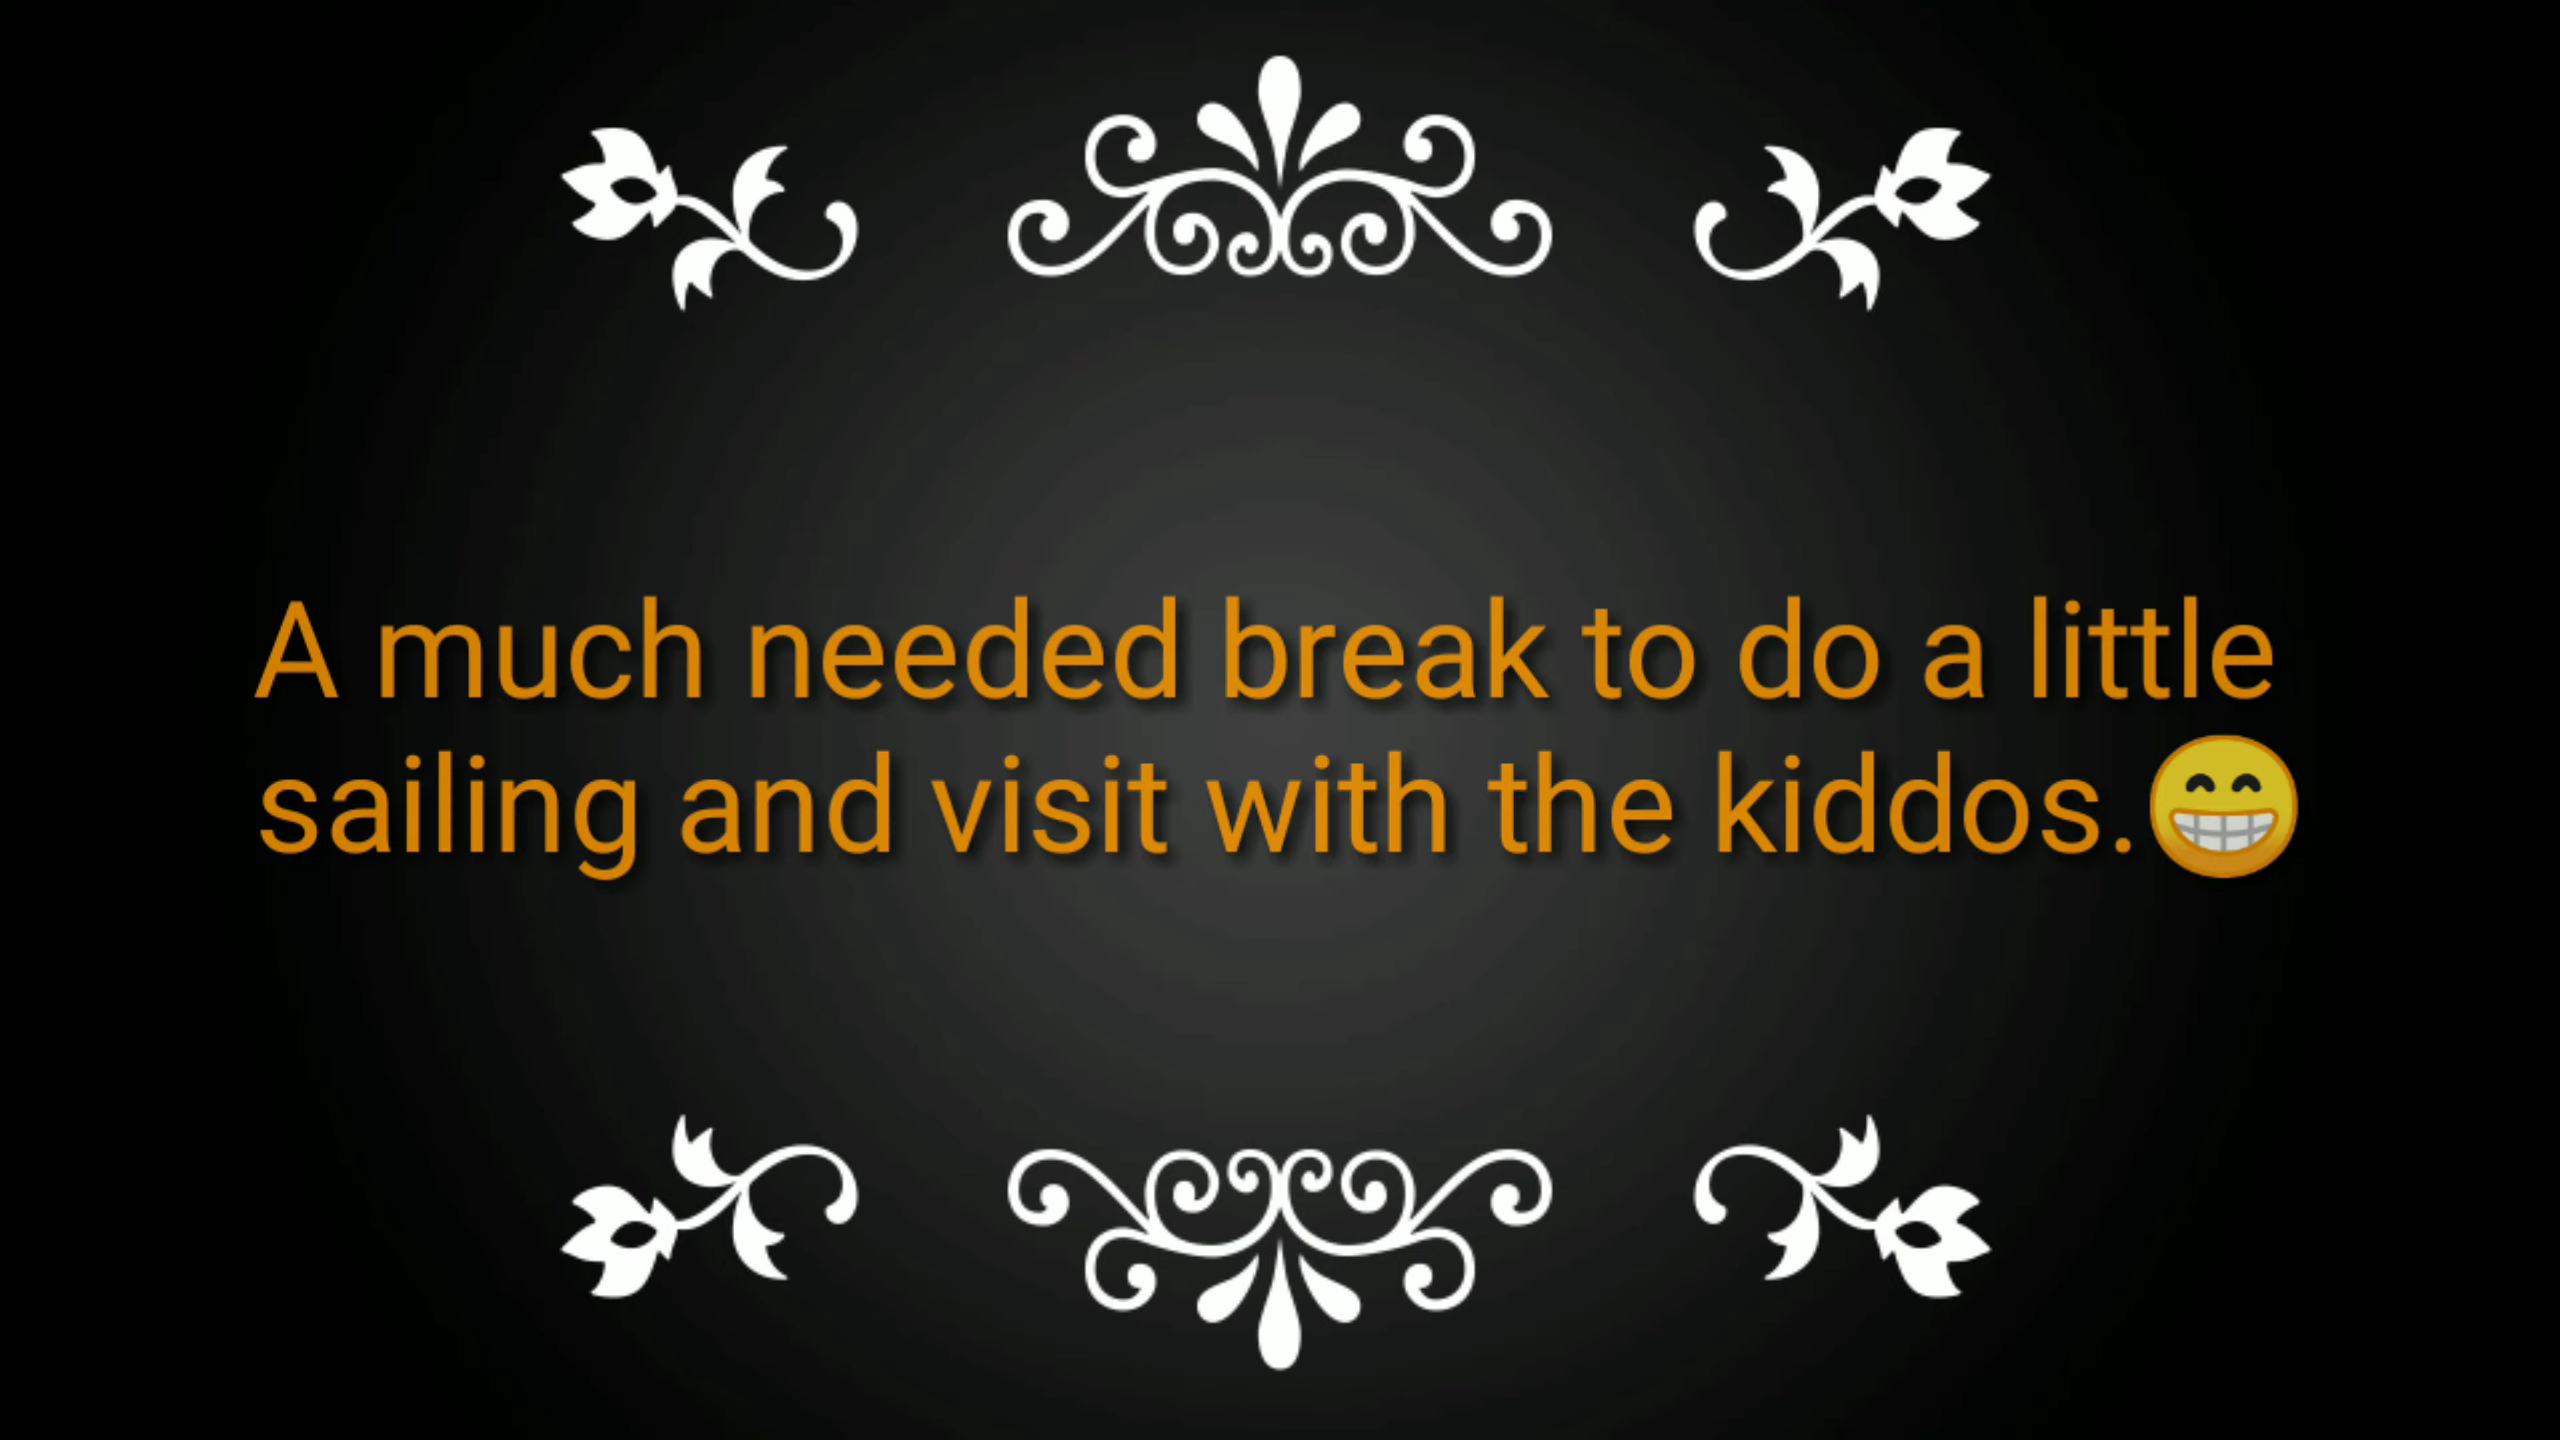 A much needed break to do a little
sailing and visit with the kiddos.😁